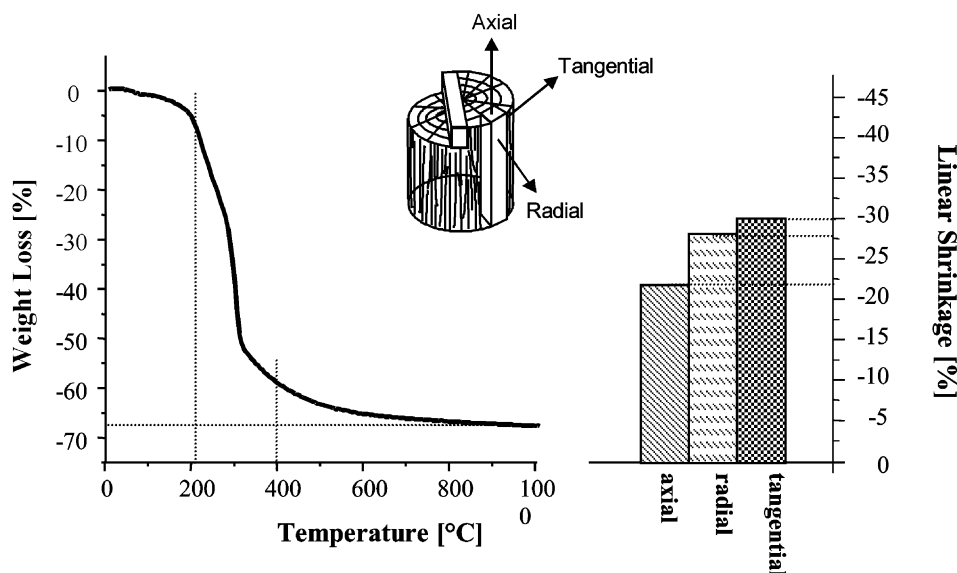 Axial
Tangential
Radial
Weight Loss [%]
0
-10
-20
-30
-40
-50
-60
-70
0 200 400 600 800 100
0
Temperature [°C]
-45
-40
-35
-30
-25
-20
-15
-10
-5
0
Linear Shrinkage [%]
axial
radial
tangential